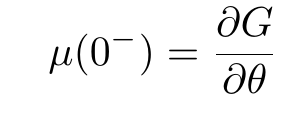 μ(0⁻) = ∂G/∂θ